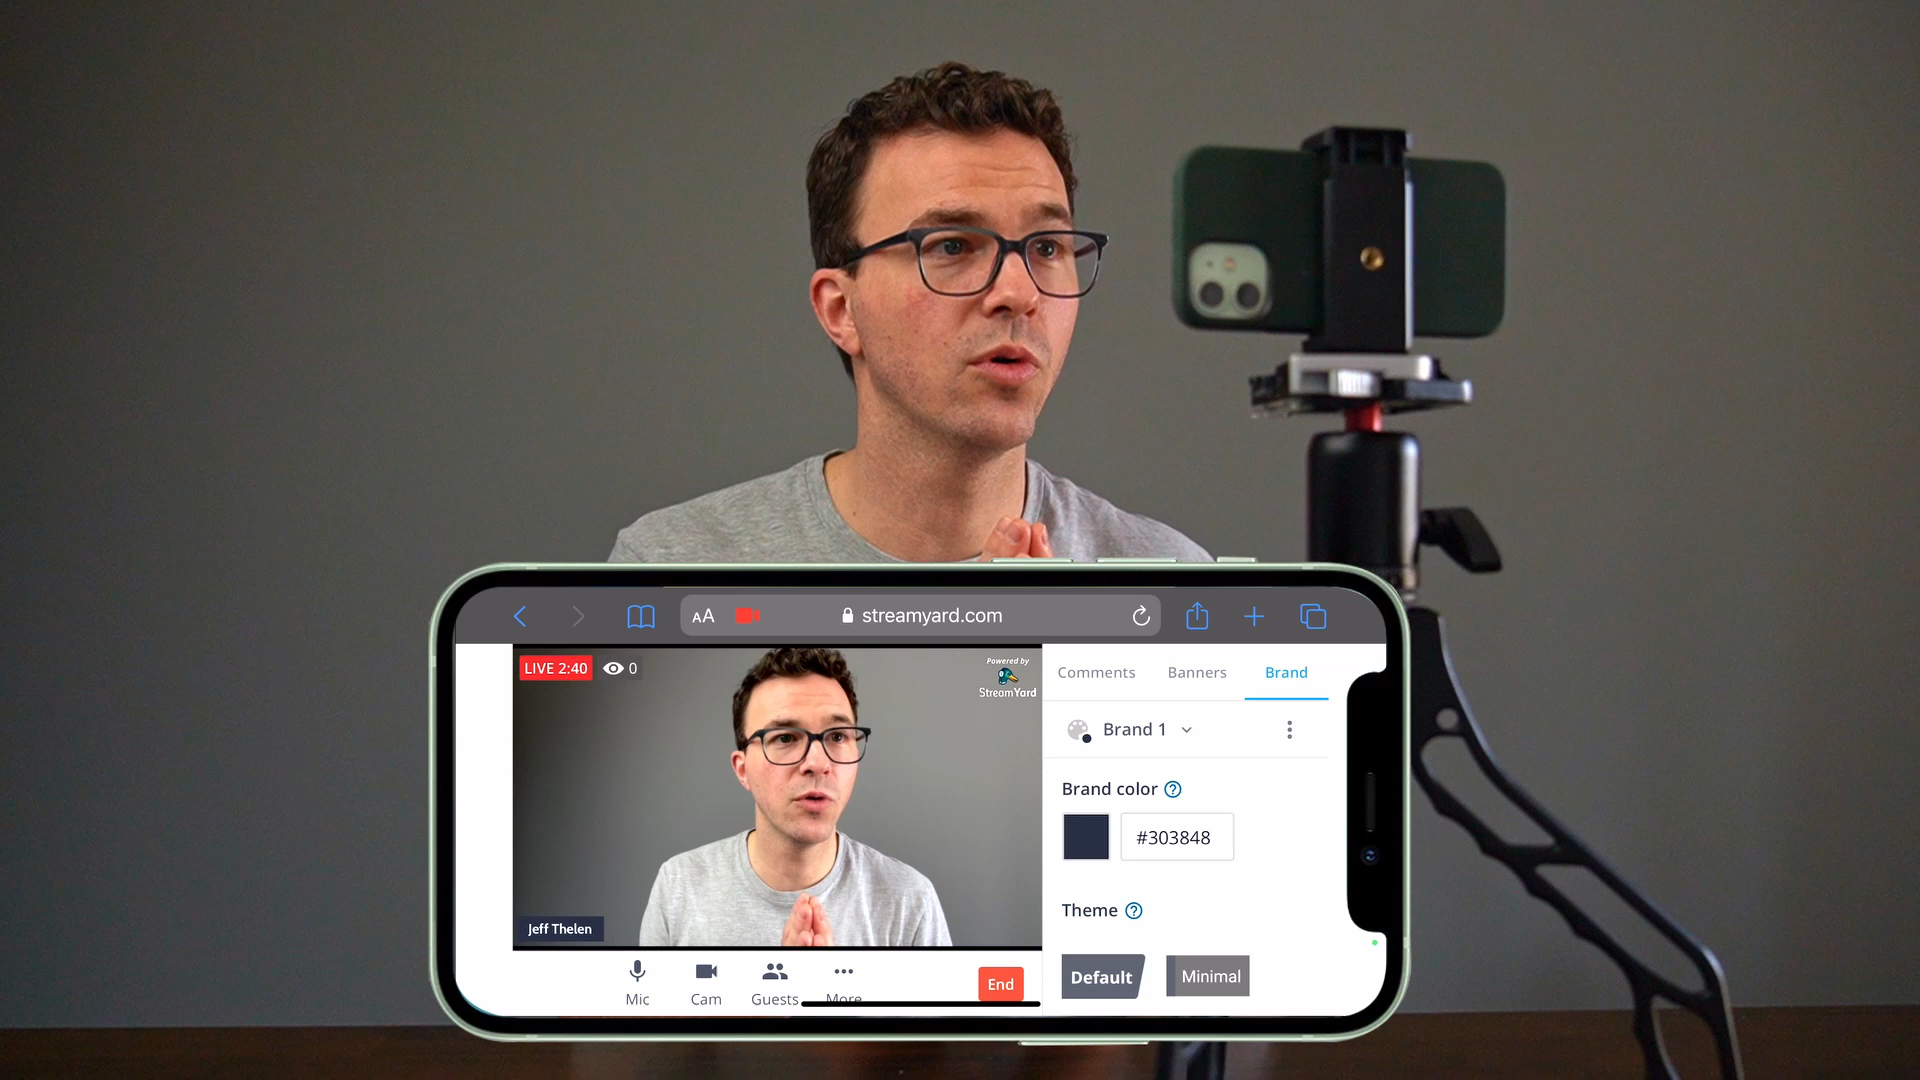 AA streamyard.com
LIVE 2:40 0
Powered by
StreamYard
Jeff Thelen
Mic Cam Guests More
End
Comments Banners Brand
Brand 1
Brand color ?
#303848
Theme ?
Default Minimal